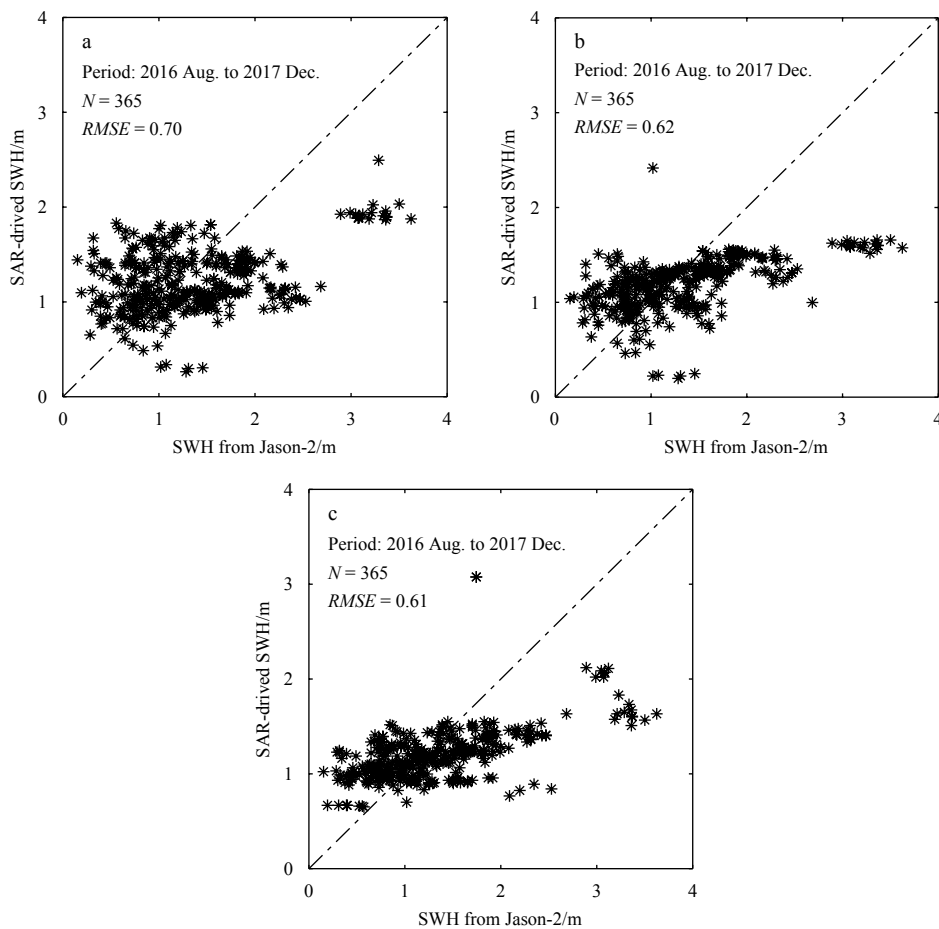 a
Period: 2016 Aug. to 2017 Dec.
N = 365
RMSE = 0.70
SAR-drived SWH/m
4
3
2
1
0
0 1 2 3 4
SWH from Jason-2/m
b
Period: 2016 Aug. to 2017 Dec.
N = 365
RMSE = 0.62
SAR-drived SWH/m
4
3
2
1
0
0 1 2 3 4
SWH from Jason-2/m
c
Period: 2016 Aug. to 2017 Dec.
N = 365
RMSE = 0.61
SAR-drived SWH/m
4
3
2
1
0
0 1 2 3 4
SWH from Jason-2/m